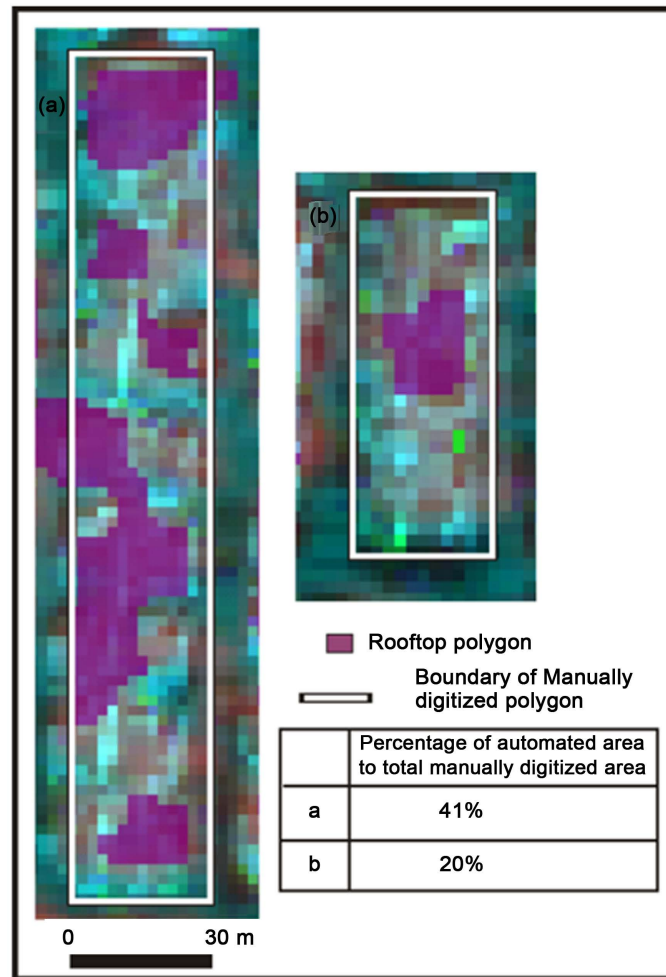 (a)
(b)
Rooftop polygon
Boundary of Manually
digitized polygon
Percentage of automated area
to total manually digitized area
a 41%
b 20%
0 30 m